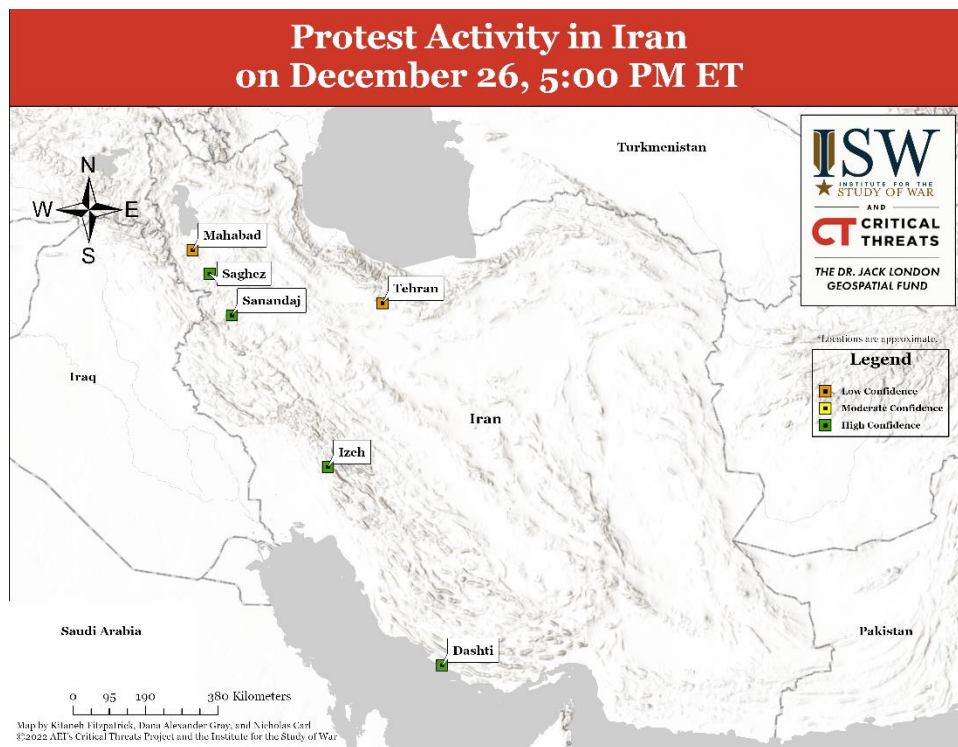 Protest Activity in Iran
on December 26, 5:00 PM ET
Turkmenistan
ISW
INSTITUTE FOR THE
STUDY OF WAR
AND
CT CRITICAL
THREATS
THE DR. JACK LONDON
GEOSPATIAL FUND
N
W E
S
Mahabad
Saghez
Sanandaj
Tehran
*Locations are approximate.
Legend
Low Confidence
Moderate Confidence
High Confidence
Iraq
Iran
Izeh
Saudi Arabia
Dashti
Pakistan
0 95 190 380 Kilometers
Map by Kitaneh Fitzpatrick, Dana Alexander Gray, and Nicholas Carl
©2022 AEI's Critical Threats Project and the Institute for the Study of War